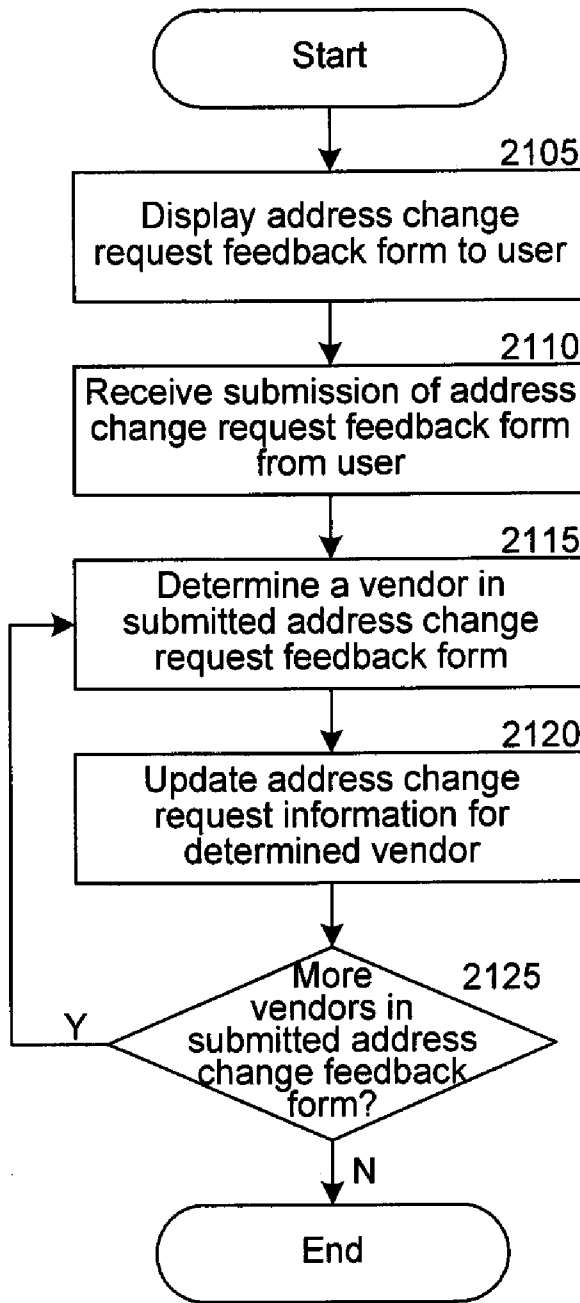 Start
2105
Display address change
request feedback form to user
2110
Receive submission of address
change request feedback form
from user
2115
Determine a vendor in
submitted address change
request feedback form
2120
Update address change
request information for
determined vendor
2125
More
vendors in
submitted address
change feedback
form?
Y
N
End